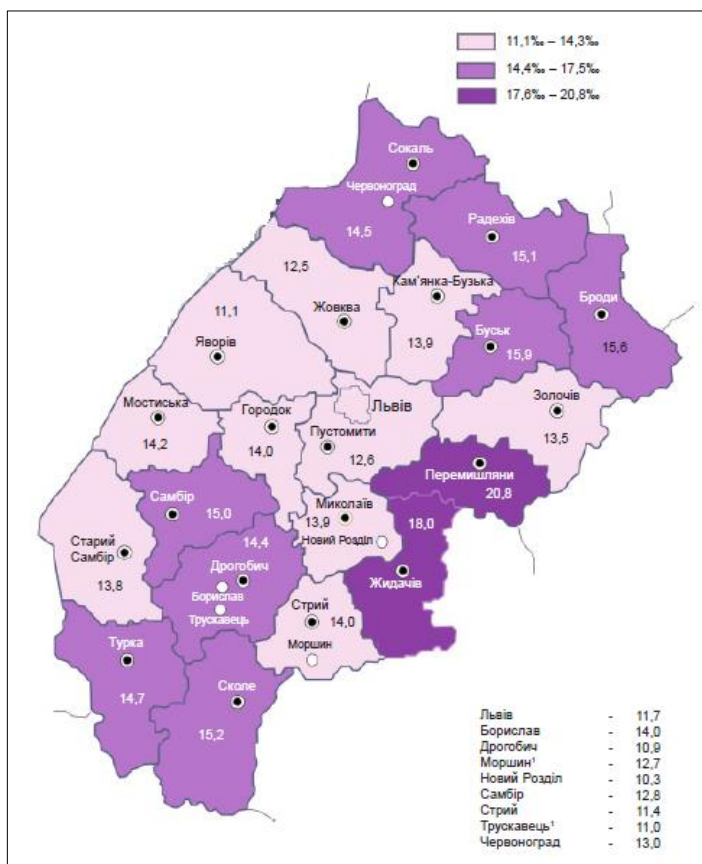 11,1‰ – 14,3‰
14,4‰ – 17,5‰
17,6‰ – 20,8‰
Сокаль
Червоноград
14,5
Радехів
15,1
12,5
Жовква
Кам'янка-Бузька
13,9
Броди
15,6
11,1
Яворів
Буськ
15,9
Мостиська
14,2
Городок
14,0
Львів
Пустомити
12,6
Золочів
13,5
Перемишляни
20,8
Самбір
15,0
Миколаїв
13,9
Новий Розділ
18,0
Жидачів
Старий
Самбір
13,8
14,4
Дрогобич
Борислав
Трускавець
Стрий
14,0
Моршин
Турка
14,7
Сколе
15,2
Львів - 11,7
Борислав - 14,0
Дрогобич - 10,9
Моршин¹ - 12,7
Новий Розділ - 10,3
Самбір - 12,8
Стрий - 11,4
Трускавець¹ - 11,0
Червоноград - 13,0